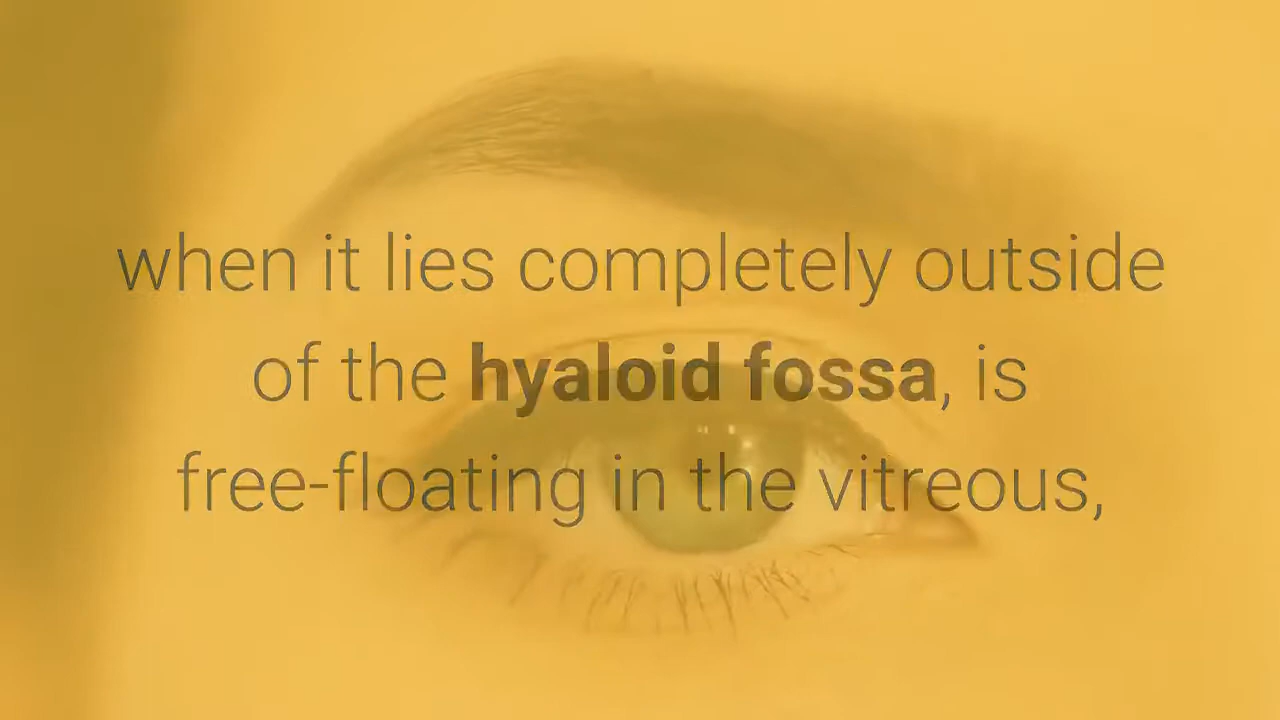 when it lies completely outside
of the hyaloid fossa, is
free-floating in the vitreous,